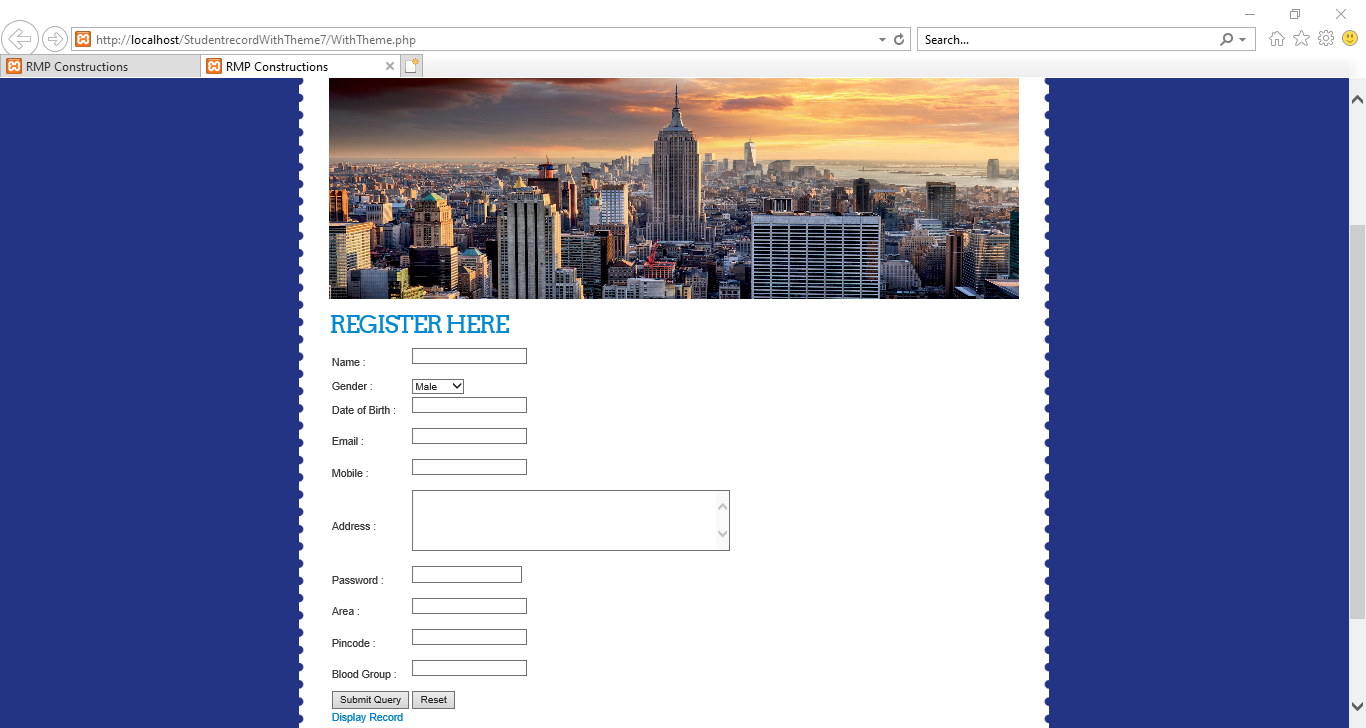 http://localhost/StudentrecordWithTheme7/WithTheme.php
Search...
RMP Constructions
RMP Constructions
REGISTER HERE
Name :
Gender : Male
Date of Birth :
Email :
Mobile :
Address :
Password :
Area :
Pincode :
Blood Group :
Submit Query Reset
Display Record